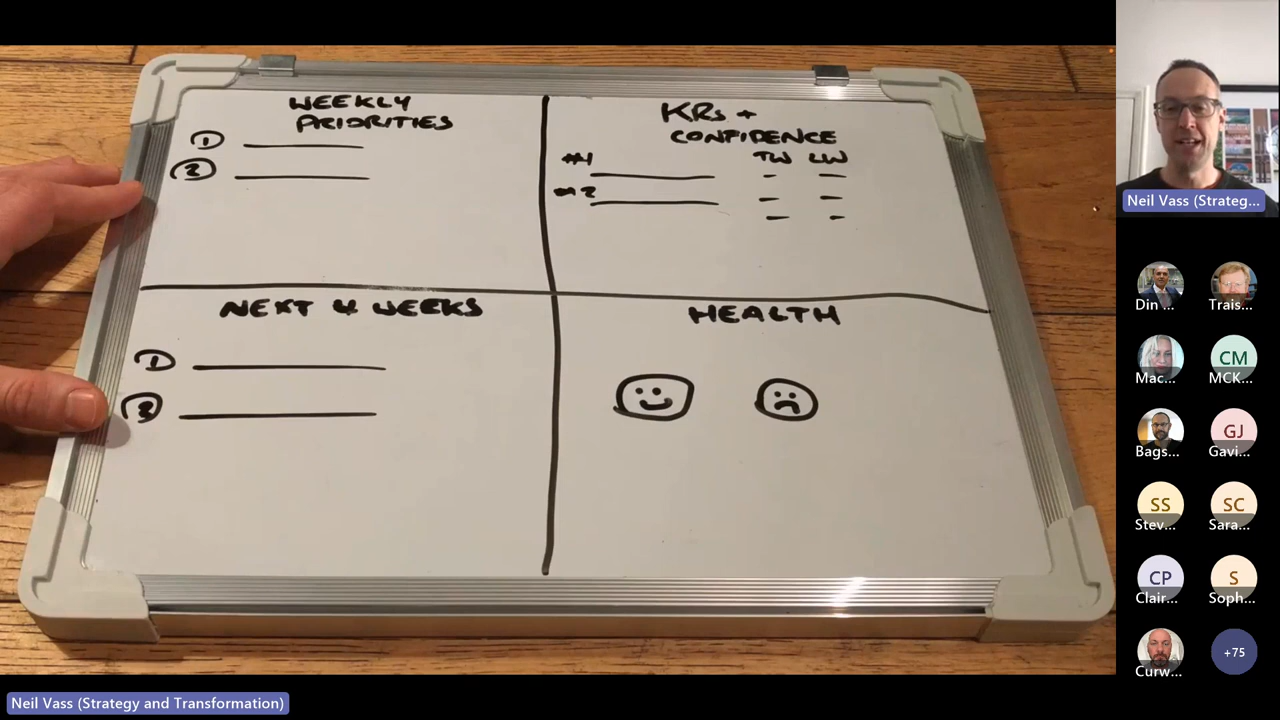 WEEKLY
PRIORITIES
1
2
KRs +
CONFIDENCE
TW LW
#1
#2
NEXT 4 WEEKS
1
2
HEALTH
Neil Vass (Strateg...
Din ...
Trais...
Mac...
CM
MCK...
Bags...
GJ
Gavi...
SS
Stev...
SC
Sara...
CP
Clair...
S
Soph...
Curw...
+75
Neil Vass (Strategy and Transformation)